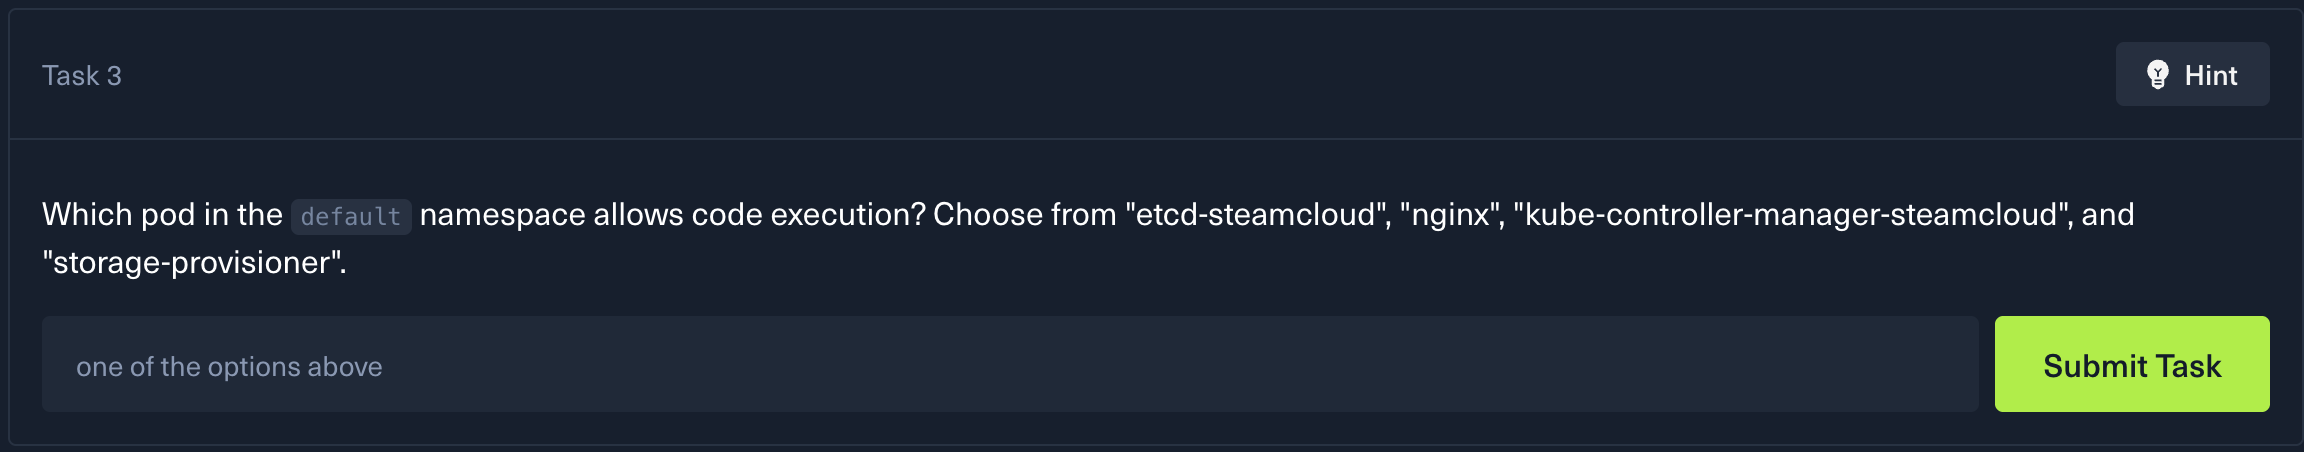 Task 3
Hint
Which pod in the default namespace allows code execution? Choose from "etcd-steamcloud", "nginx", "kube-controller-manager-steamcloud", and
"storage-provisioner".
one of the options above
Submit Task